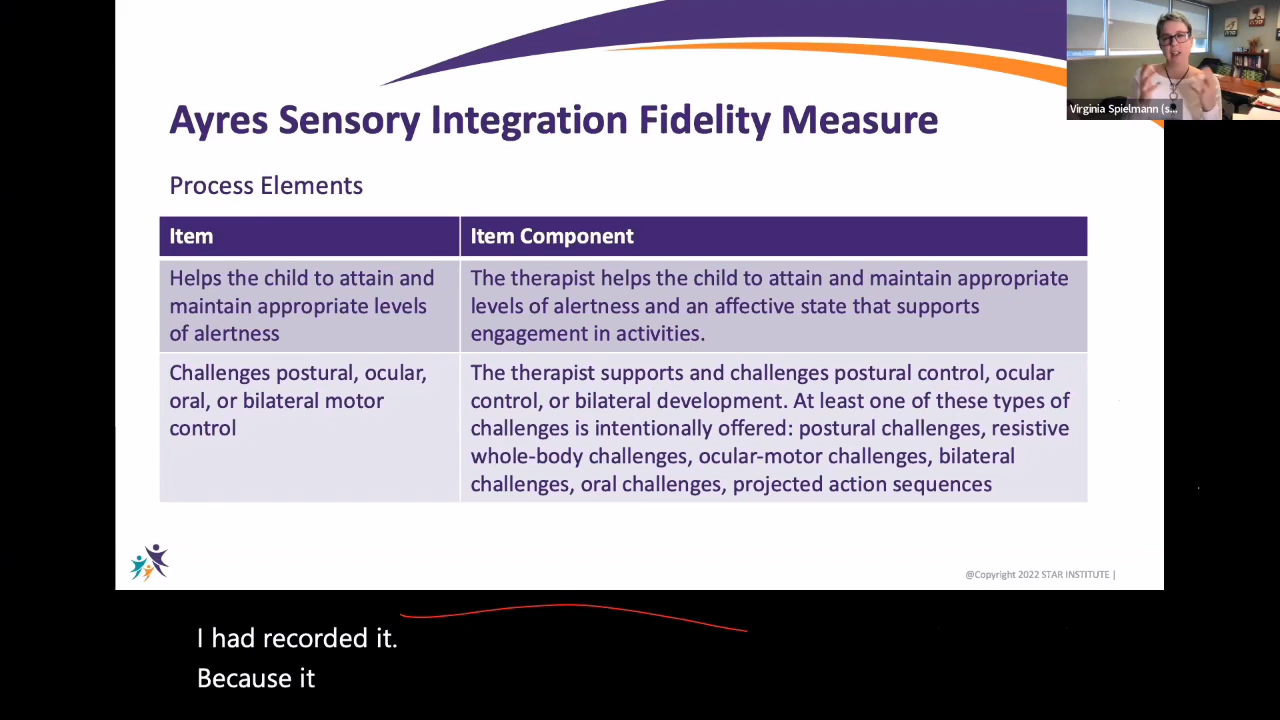 Virginia Spielmann (s...
Ayres Sensory Integration Fidelity Measure
Process Elements
Item
Item Component
Helps the child to attain and
maintain appropriate levels
of alertness
The therapist helps the child to attain and maintain appropriate
levels of alertness and an affective state that supports
engagement in activities.
Challenges postural, ocular,
oral, or bilateral motor
control
The therapist supports and challenges postural control, ocular
control, or bilateral development. At least one of these types of
challenges is intentionally offered: postural challenges, resistive
whole-body challenges, ocular-motor challenges, bilateral
challenges, oral challenges, projected action sequences
@Copyright 2022 STAR INSTITUTE |
I had recorded it.
Because it